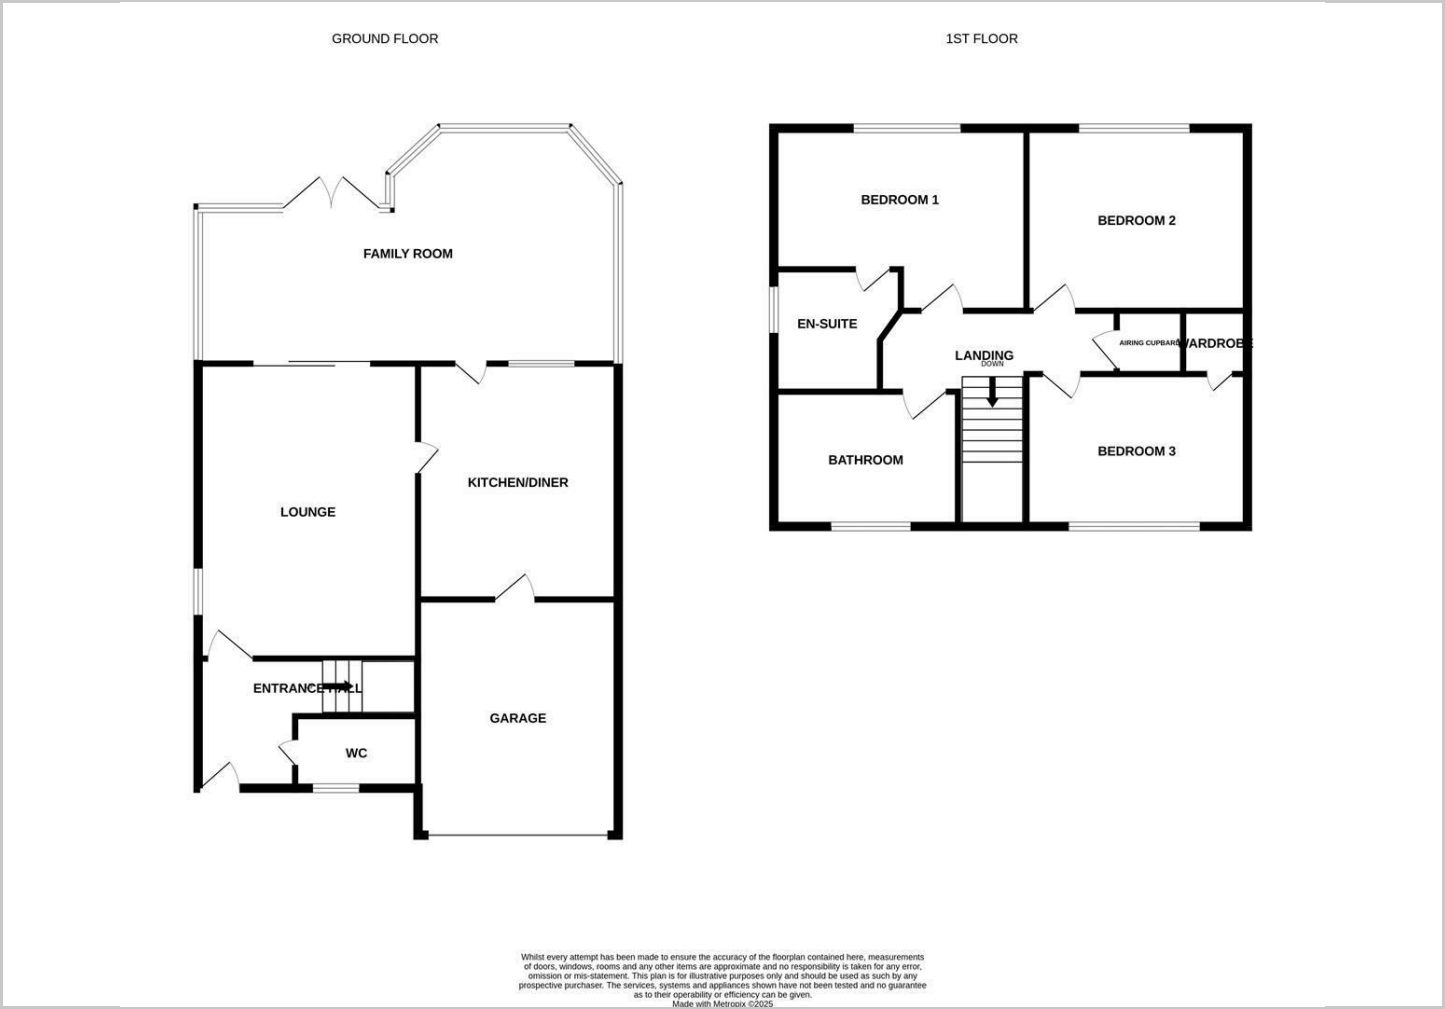 GROUND FLOOR
1ST FLOOR
FAMILY ROOM
LOUNGE
KITCHEN/DINER
ENTRANCE HALL
WC
GARAGE
BEDROOM 1
BEDROOM 2
EN-SUITE
LANDING
DOWN
AIRING CUPBARD
WARDROBE
BATHROOM
BEDROOM 3
Whilst every attempt has been made to ensure the accuracy of the floorplan contained here, measurements
of doors, windows, rooms and any other items are approximate and no responsibility is taken for any error,
omission or mis-statement. This plan is for illustrative purposes only and should be used as such by any
prospective purchaser. The services, systems and appliances shown have not been tested and no guarantee
as to their operability or efficiency can be given.
Made with Metropix ©2025